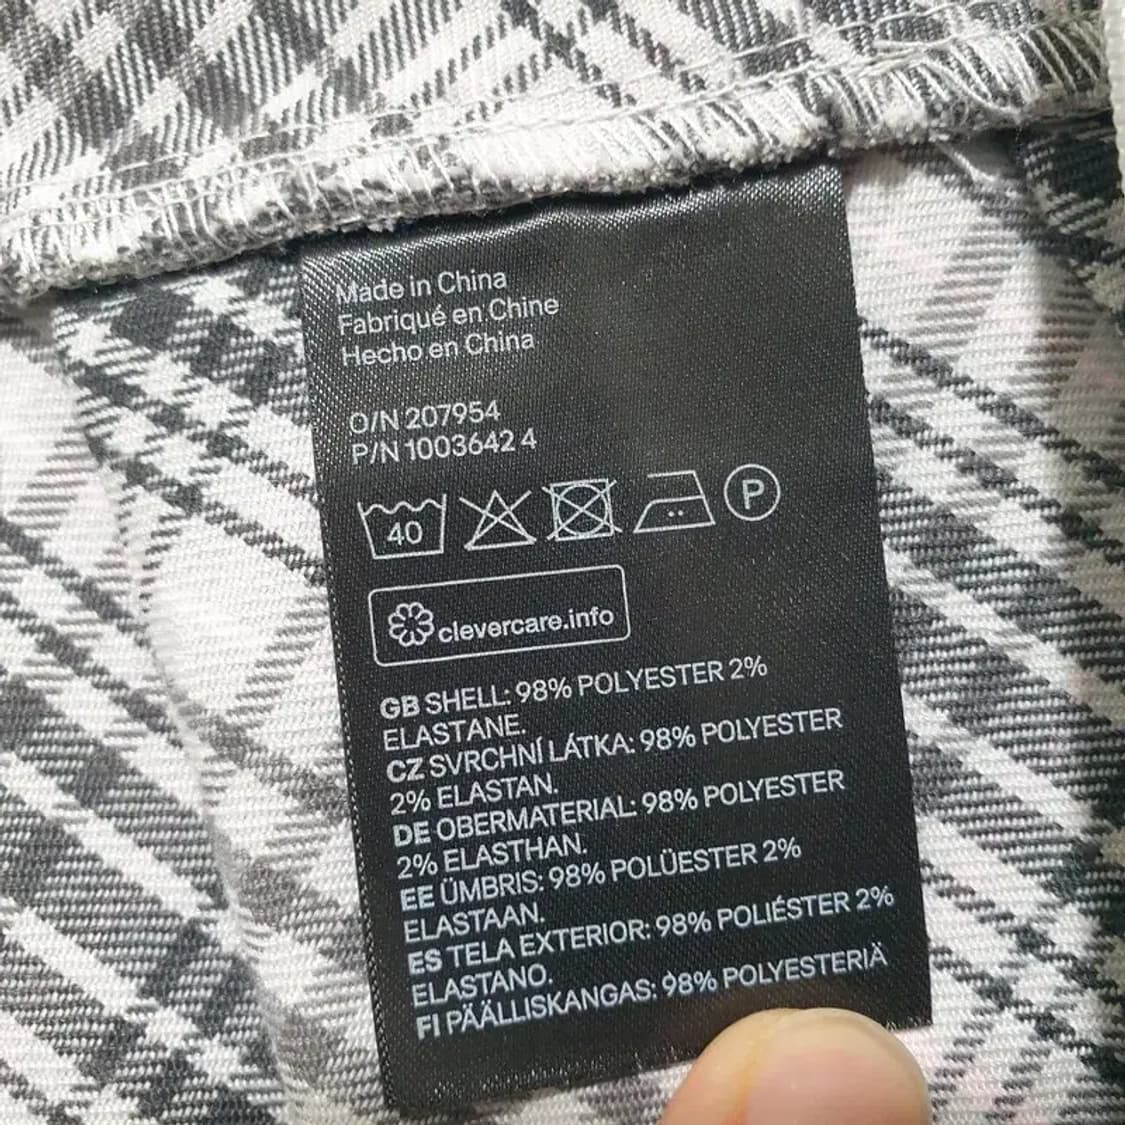 Made in China
Fabriqué en Chine
Hecho en China
O/N 207954
P/N 1003642 4
40
P
clevercare.info
GB SHELL: 98% POLYESTER 2%
ELASTANE.
CZ SVRCHNÍ LÁTKA: 98% POLYESTER
2% ELASTAN.
DE OBERMATERIAL: 98% POLYESTER
2% ELASTHAN.
EE ÜMBRIS: 98% POLÜESTER 2%
ELASTAAN.
ES TELA EXTERIOR: 98% POLIÉSTER 2%
ELASTANO.
FI PÄÄLLISKANGAS: 98% POLYESTERIÄ